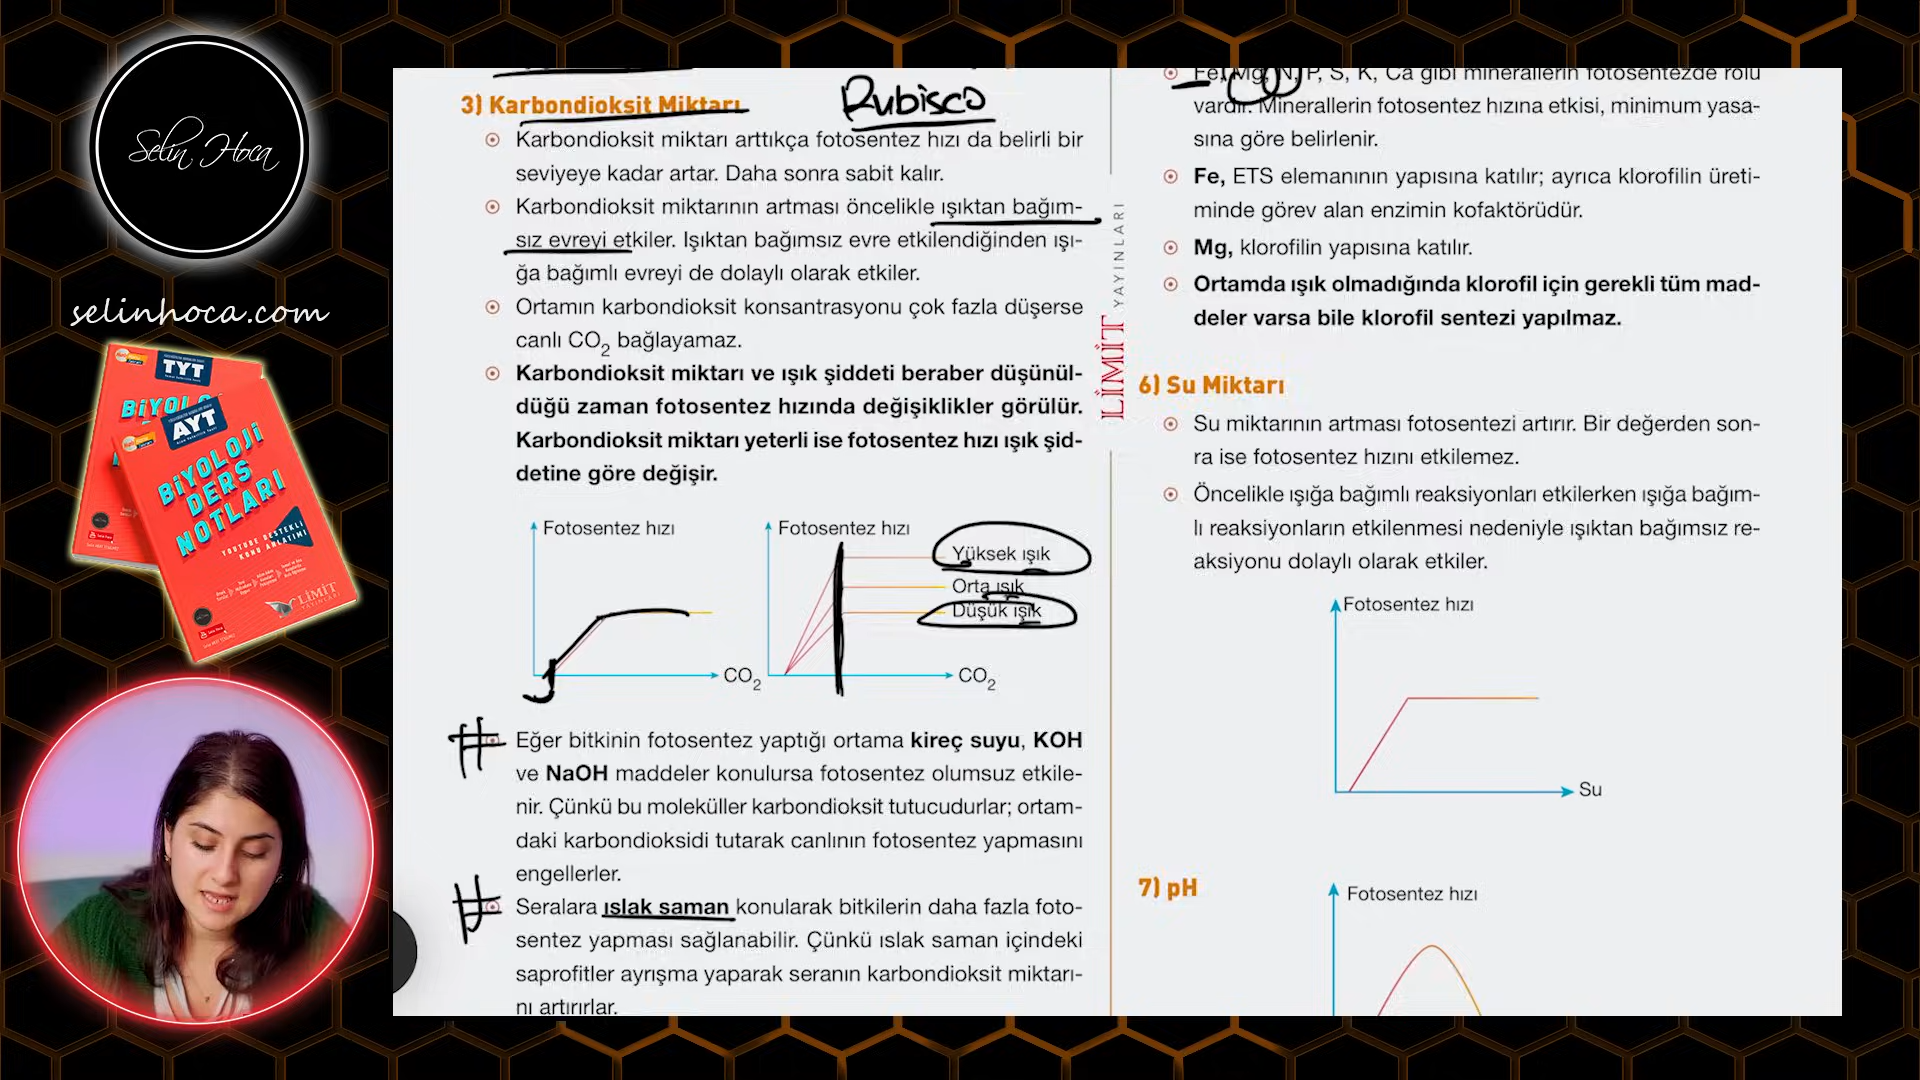 Selin Hoca
selinhoca.com
TYT
AYT
BİYOLOJİ
DERS
NOTLARI
YOUTUBE DESTEKLİ
KONU ANLATIMI
LİMİT
3) Karbondioksit Miktarı
Rubisco
Karbondioksit miktarı arttıkça fotosentez hızı da belirli bir
seviyeye kadar artar. Daha sonra sabit kalır.
Karbondioksit miktarının artması öncelikle ışıktan bağım-
sız evreyi etkiler. Işıktan bağımsız evre etkilendiğinden ışı-
ğa bağımlı evreyi de dolaylı olarak etkiler.
Ortamın karbondioksit konsantrasyonu çok fazla düşerse
canlı CO2 bağlayamaz.
Karbondioksit miktarı ve ışık şiddeti beraber düşünül-
düğü zaman fotosentez hızında değişiklikler görülür.
Karbondioksit miktarı yeterli ise fotosentez hızı ışık şid-
detine göre değişir.
Fotosentez hızı
CO2
Fotosentez hızı
Yüksek ışık
Orta ışık
Düşük ışık
CO2
Eğer bitkinin fotosentez yaptığı ortama kireç suyu, KOH
ve NaOH maddeler konulursa fotosentez olumsuz etkile-
nir. Çünkü bu moleküller karbondioksit tutucudurlar; ortam-
daki karbondioksidi tutarak canlının fotosentez yapmasını
engellerler.
Seralara ıslak saman konularak bitkilerin daha fazla foto-
sentez yapması sağlanabilir. Çünkü ıslak saman içindeki
saprofitler ayrışma yaparak seranın karbondioksit miktarı-
nı artırırlar.
LİMİT YAYINLARI
Fe, Mg, N, P, S, K, Ca gibi minerallerin fotosentezde rolü
vardır. Minerallerin fotosentez hızına etkisi, minimum yasa-
sına göre belirlenir.
Fe, ETS elemanının yapısına katılır; ayrıca klorofilin üreti-
minde görev alan enzimin kofaktörüdür.
Mg, klorofilin yapısına katılır.
Ortamda ışık olmadığında klorofil için gerekli tüm mad-
deler varsa bile klorofil sentezi yapılmaz.
6) Su Miktarı
Su miktarının artması fotosentezi artırır. Bir değerden son-
ra ise fotosentez hızını etkilemez.
Öncelikle ışığa bağımlı reaksiyonları etkilerken ışığa bağım-
lı reaksiyonların etkilenmesi nedeniyle ışıktan bağımsız re-
aksiyonu dolaylı olarak etkiler.
Fotosentez hızı
Su
7) pH
Fotosentez hızı